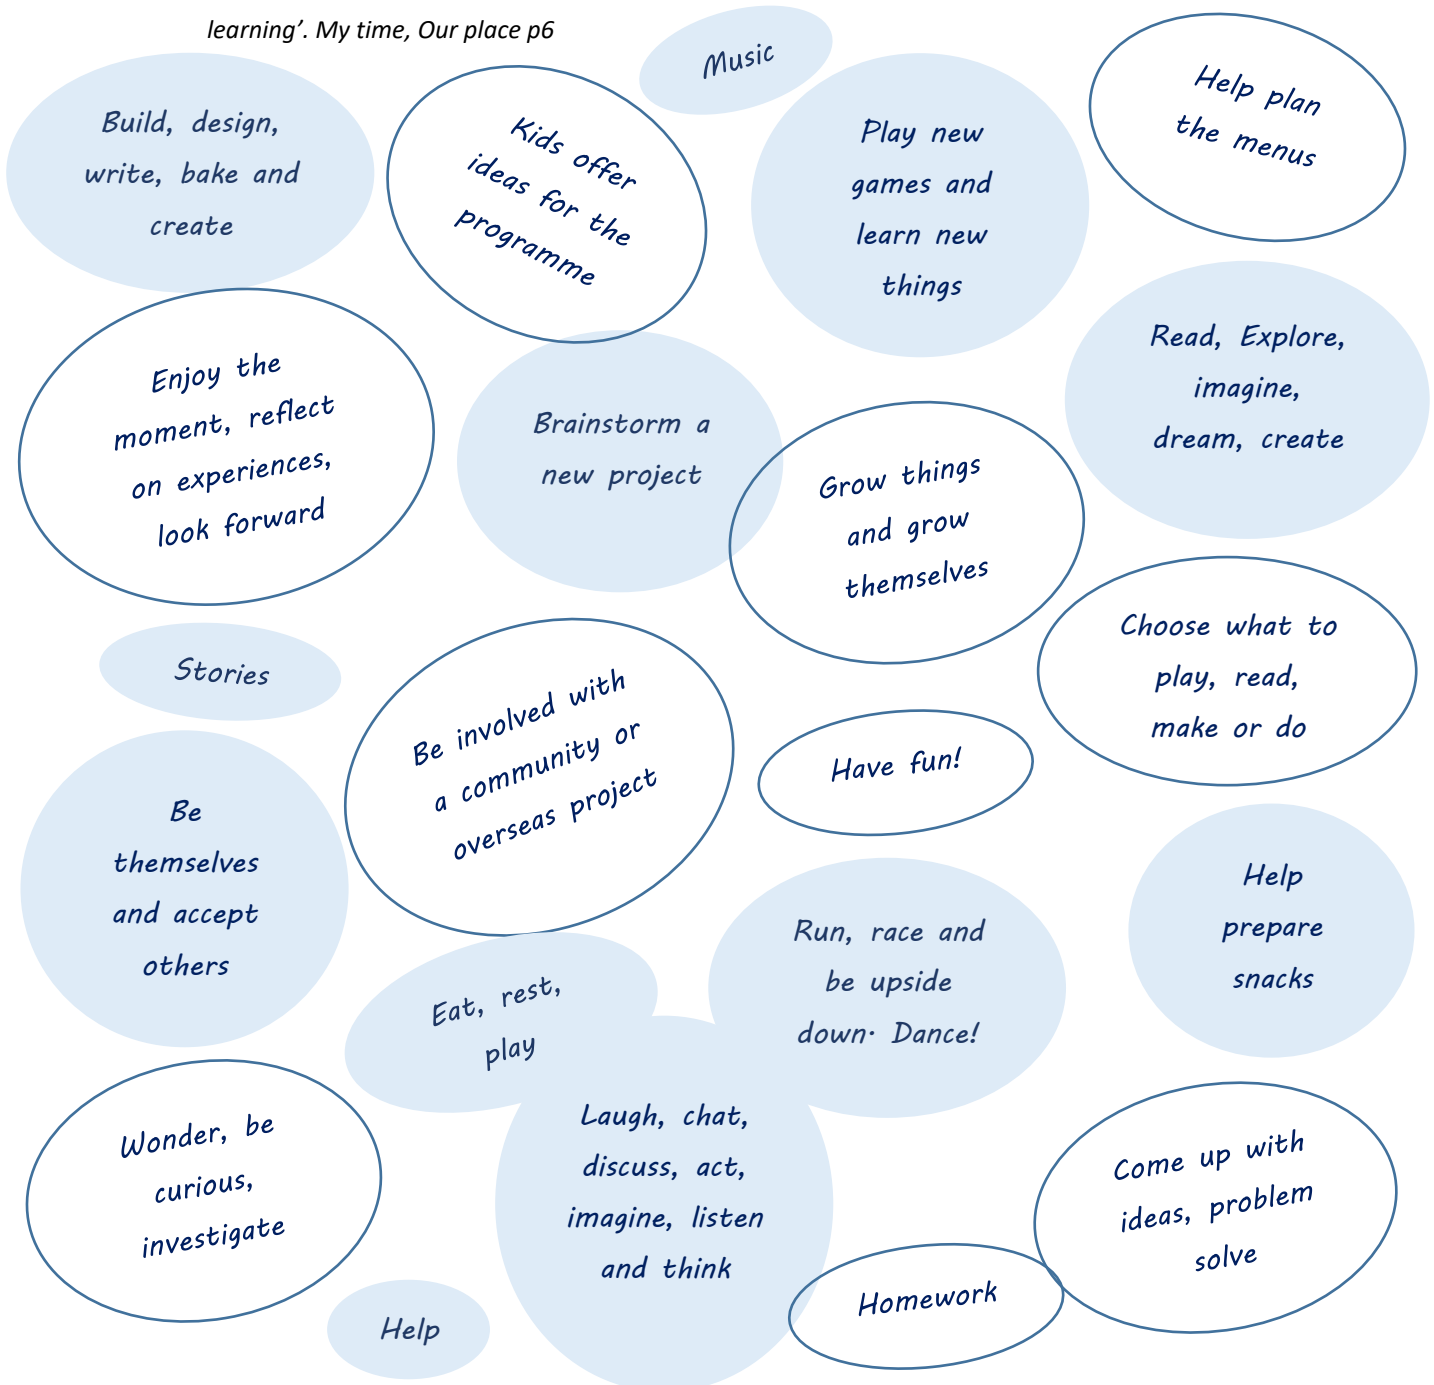 learning’. My time, Our place p6
Music
Build, design,
write, bake and
create
Kids offer
ideas for the
programme
Play new
games and
learn new
things
Help plan
the menus
Enjoy the
moment, reflect
on experiences,
look forward
Brainstorm a
new project
Grow things
and grow
themselves
Read, Explore,
imagine,
dream, create
Stories
Be involved with
a community or
overseas project
Have fun!
Choose what to
play, read,
make or do
Be
themselves
and accept
others
Eat, rest,
play
Run, race and
be upside
down. Dance!
Help
prepare
snacks
Wonder, be
curious,
investigate
Laugh, chat,
discuss, act,
imagine, listen
and think
Come up with
ideas, problem
solve
Help
Homework